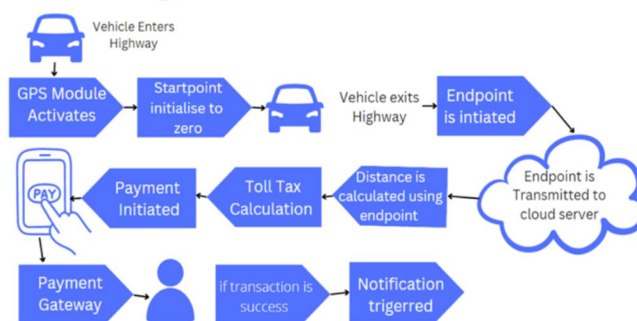 Vehicle Enters
Highway
GPS Module
Activates
Startpoint
initialise to
zero
Vehicle exits
Highway
Endpoint
is intiated
Endpoint is
Transmitted to
cloud server
Distance is
calculated using
endpoint
Toll Tax
Calculation
Payment
Initiated
PAY
Payment
Gateway
if transaction is
success
Notification
trigerred